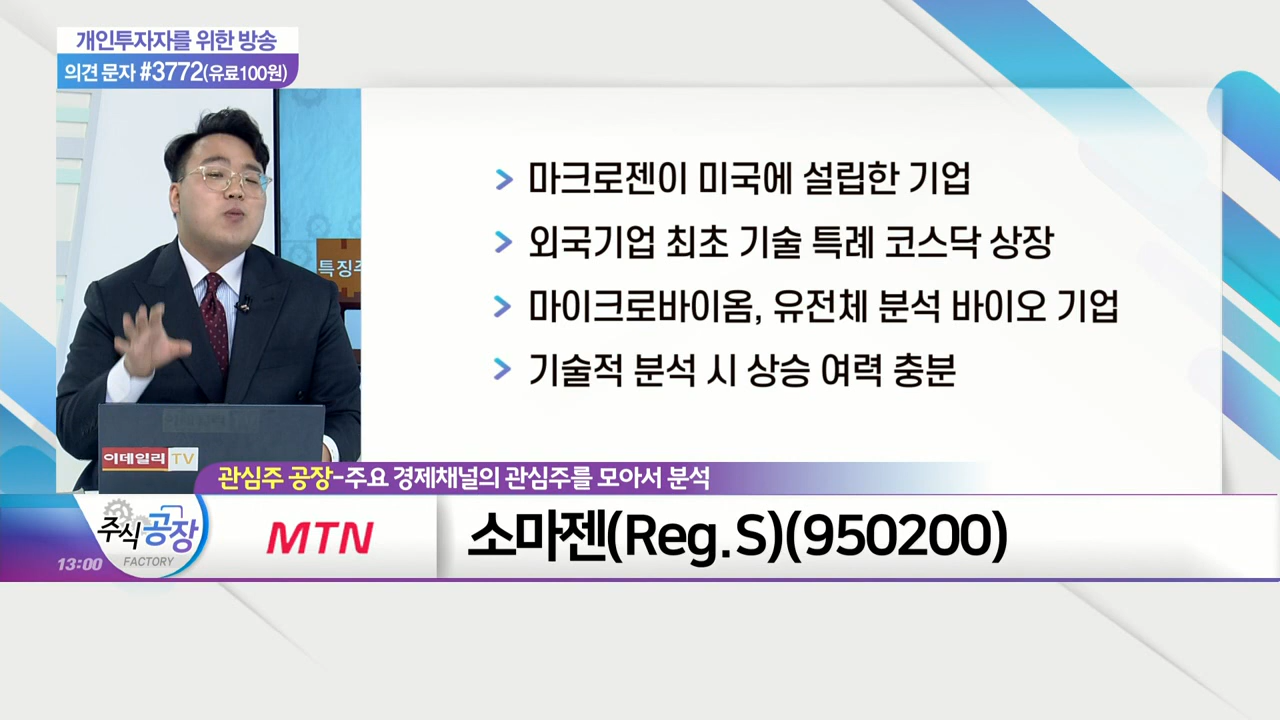 개인투자자를 위한 방송
의견 문자 #3772(유료100원)
> 마크로젠이 미국에 설립한 기업
> 외국기업 최초 기술 특례 코스닥 상장
> 마이크로바이옴, 유전체 분석 바이오 기업
> 기술적 분석 시 상승 여력 충분
특징주
이데일리 TV
관심주 공장-주요 경제채널의 관심주를 모아서 분석
주식공장
FACTORY
13:00
MTN
소마젠(Reg.S)(950200)